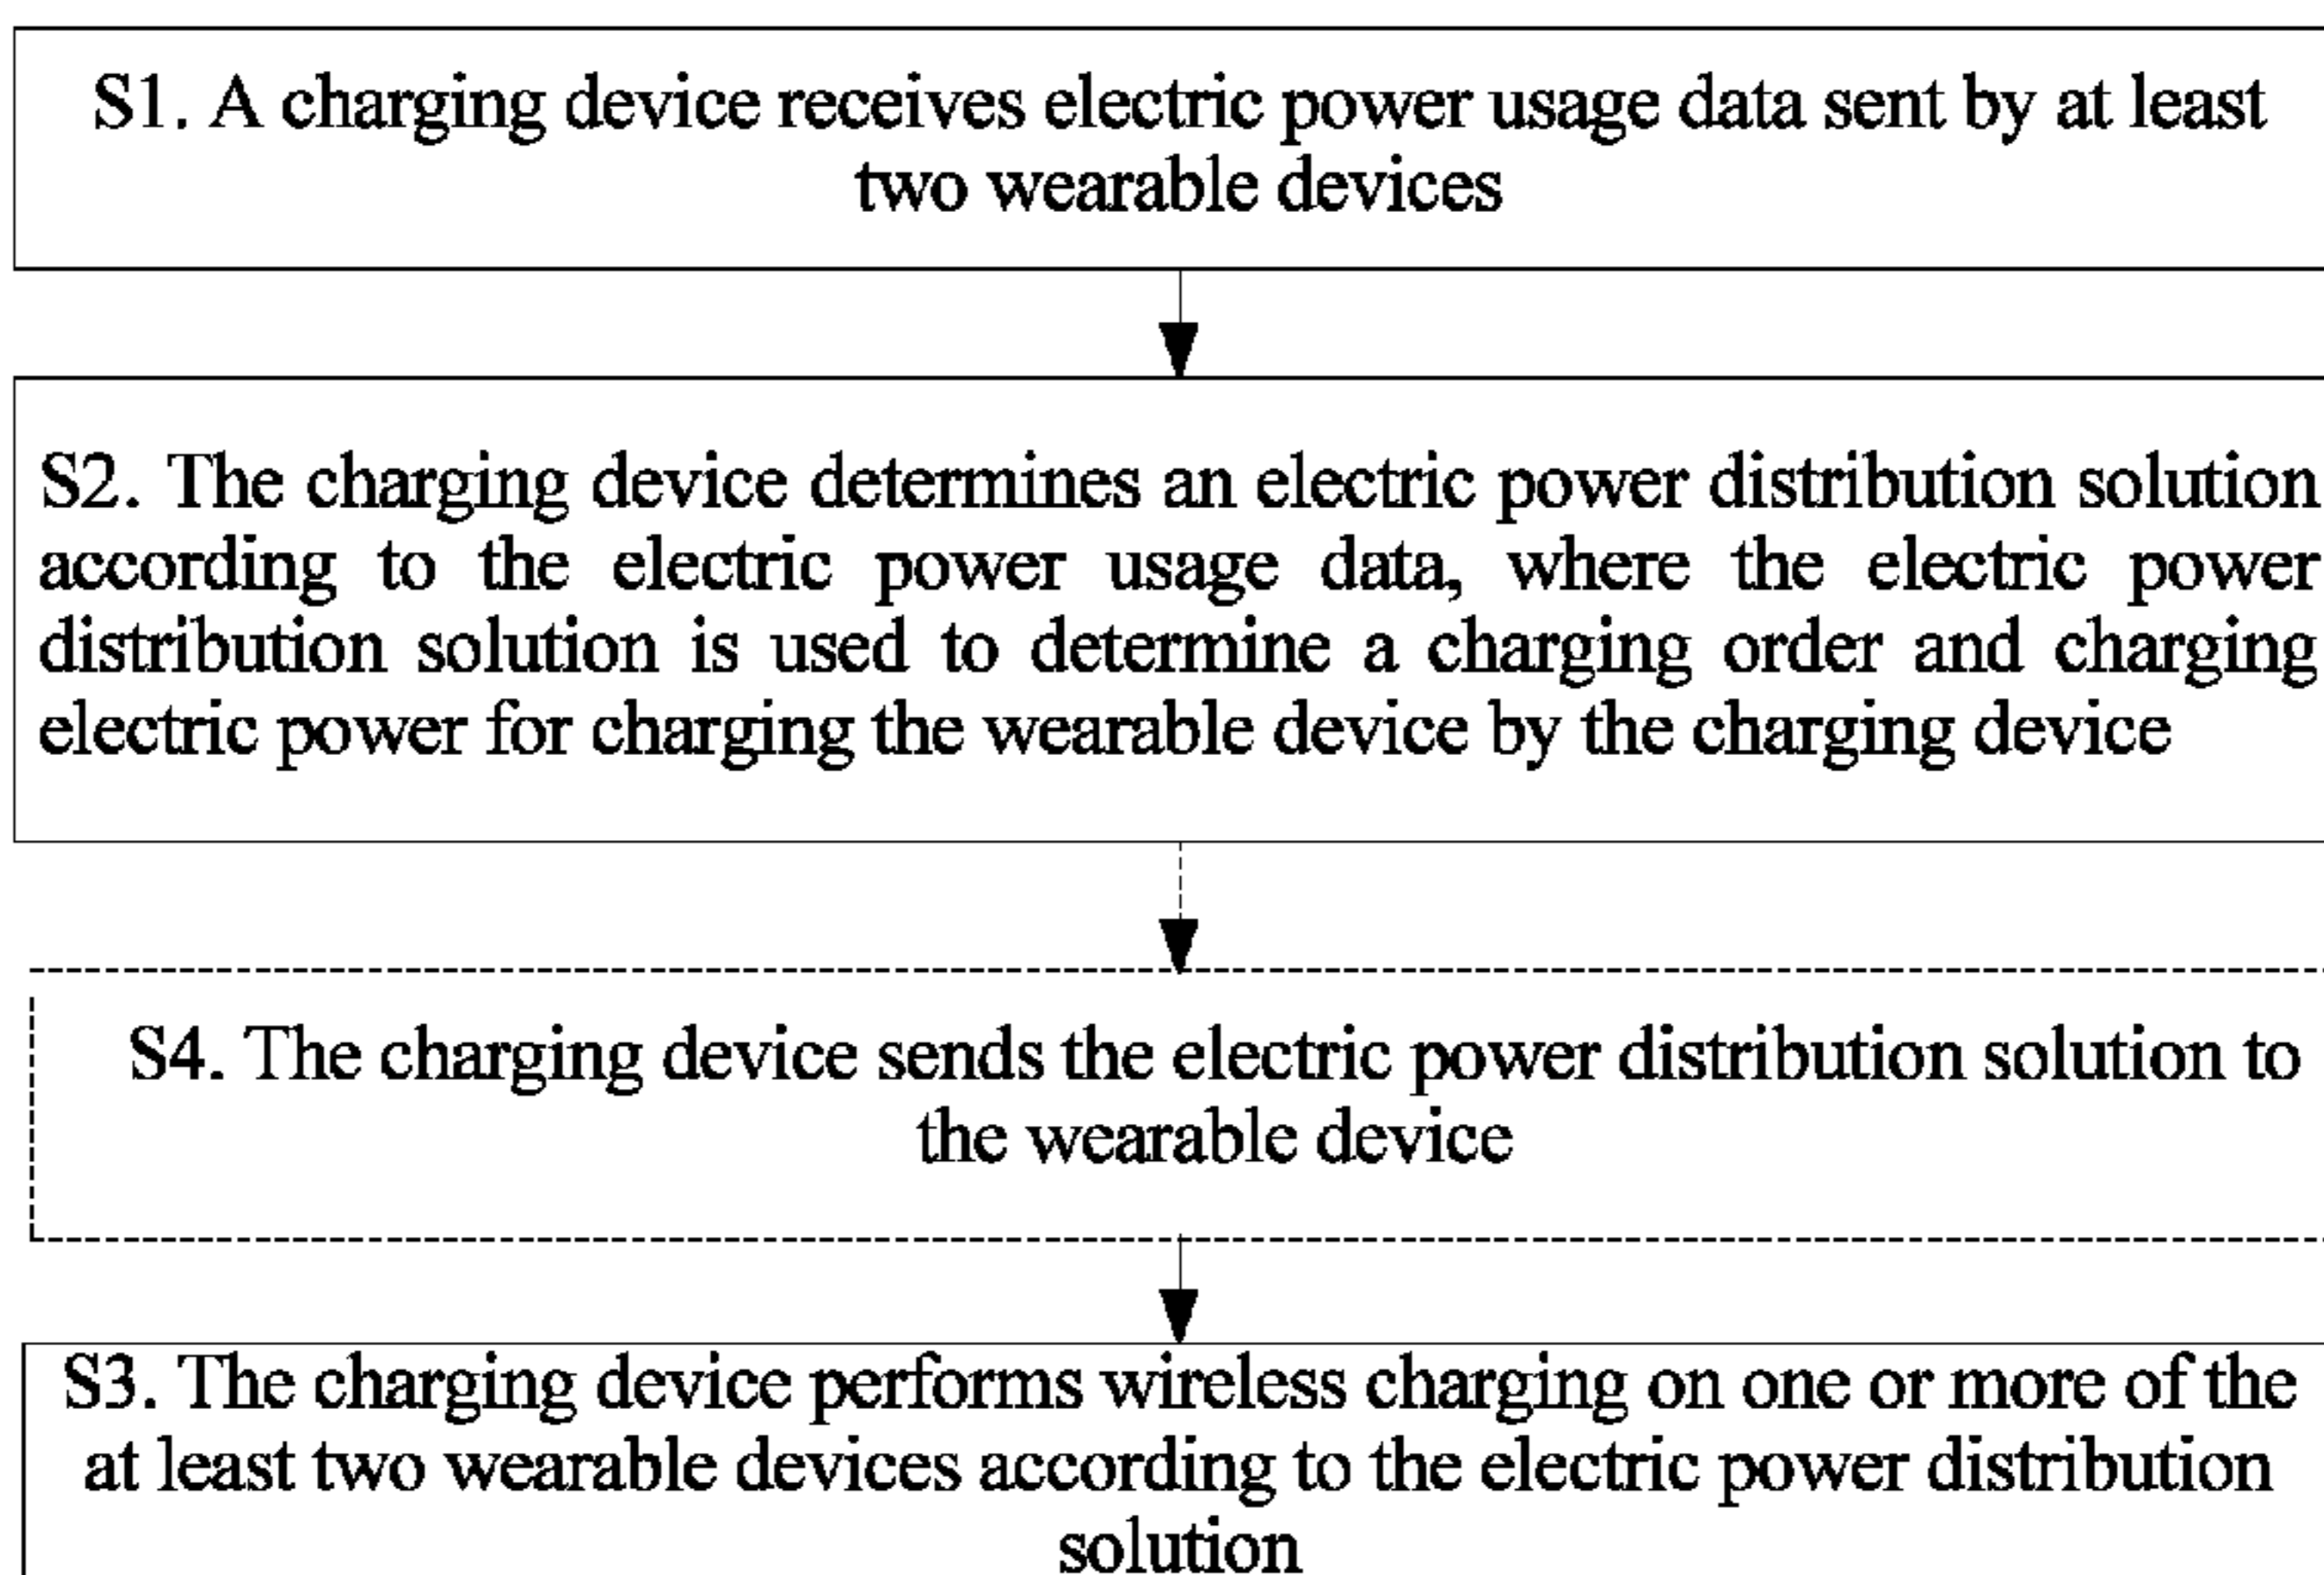 S1. A charging device receives electric power usage data sent by at least
two wearable devices
S2. The charging device determines an electric power distribution solution
according to the electric power usage data, where the electric power
distribution solution is used to determine a charging order and charging
electric power for charging the wearable device by the charging device
S4. The charging device sends the electric power distribution solution to
the wearable device
S3. The charging device performs wireless charging on one or more of the
at least two wearable devices according to the electric power distribution
solution